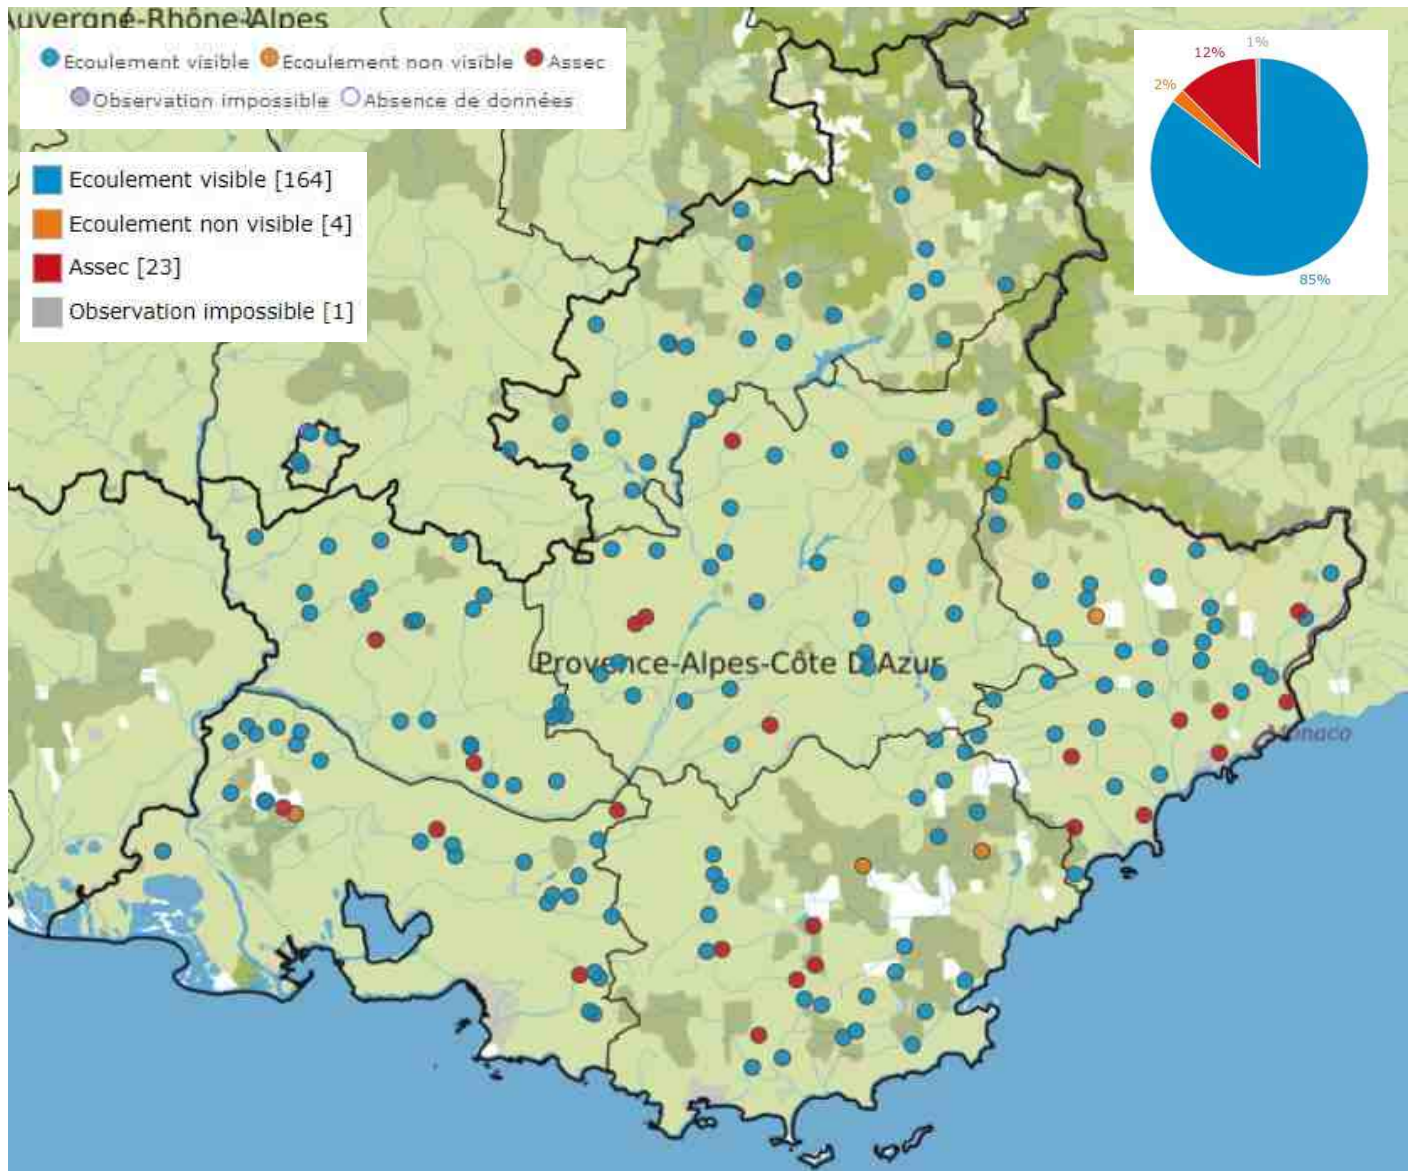 Auvergne-Rhône-Alpes
Ecoulement visible Ecoulement non visible Assec
Observation impossible Absence de données
Ecoulement visible [164]
Ecoulement non visible [4]
Assec [23]
Observation impossible [1]
1%
12%
2%
85%
Provence-Alpes-Côte D'Azur
Monaco